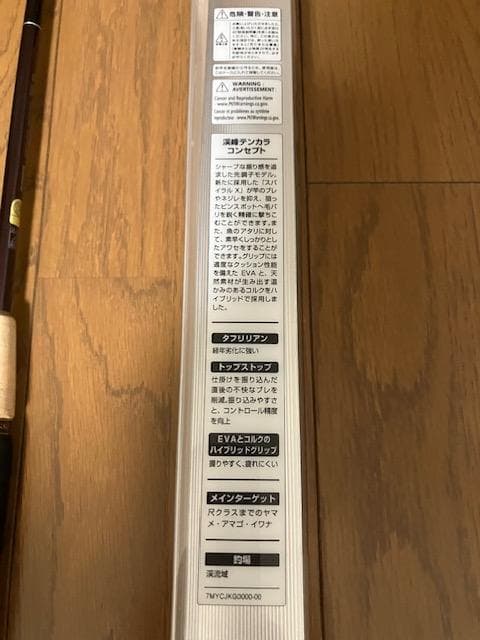 危険・警告・注意
WARNING
AVERTISSEMENT
Cancer and Reproductive Harm
- www.P65Warnings.ca.gov.
Cancer et problèmes au système
reproducteur - www.P65Warnings.ca.gov.
渓峰テンカラ
コンセプト
シャープな振り感を追
求した先調子モデル。
新たに採用した「スパ
イラルX」が竿のブレ
やネジレを抑え、狙っ
たピンスポットへ毛バ
リを鋭く精確に撃ちこ
むことができます。ま
た、魚のアタリに対し
て、素早くしっかりとし
たアワセをすることが
できます。グリップには
適度なクッション性能
を備えたEVAと、天
然素材が生み出す温
かみのあるコルクをハ
イブリッドで採用しま
した。
タフリリアン
経年劣化に強い
トップストップ
仕掛けを振り込んだ
直後の不快なブレを
削減。振り込みやすさ
と、コントロール精度
を向上
EVAとコルクの
ハイブリッドグリップ
握りやすく、疲れにくい
メインターゲット
尺クラスまでのヤマ
メ・アマゴ・イワナ
釣場
渓流域
7MYCJKG0000-00